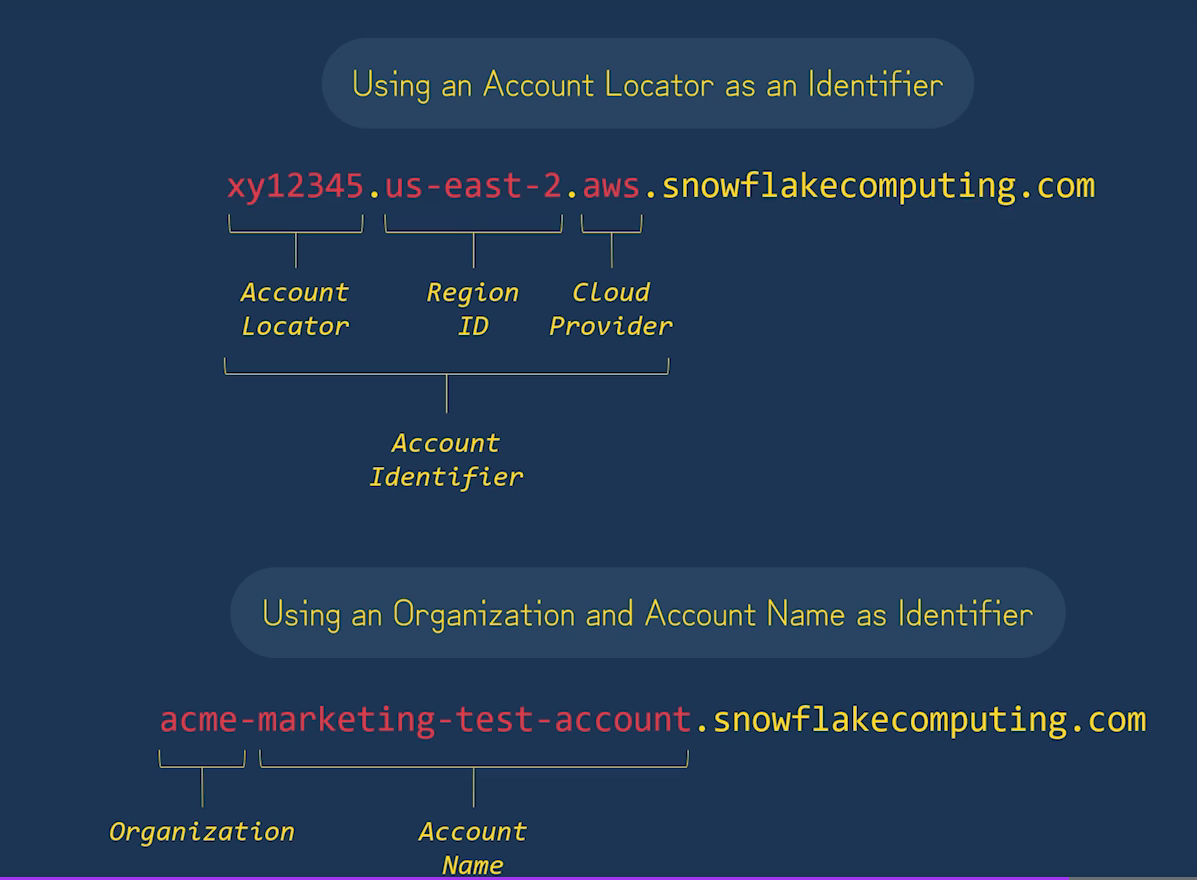 Using an Account Locator as an Identifier
xy12345.us-east-2.aws.snowflakecomputing.com
Account Locator
Region ID
Cloud Provider
Account Identifier
Using an Organization and Account Name as Identifier
acme-marketing-test-account.snowflakecomputing.com
Organization
Account Name